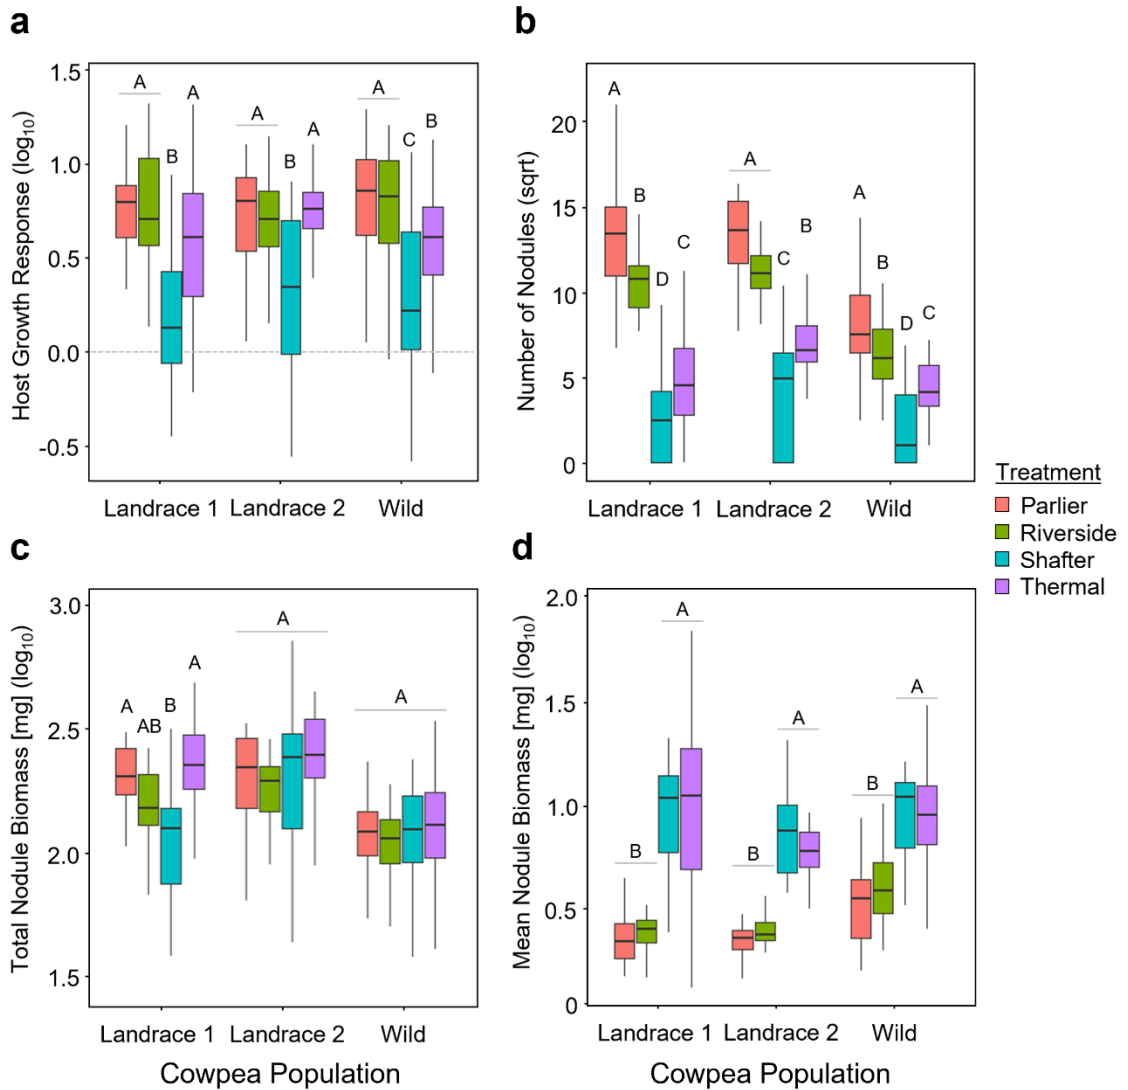 a
Host Growth Response (log₁₀)
1.5
1.0
0.5
0.0
-0.5
A
B
A
A
B
A
A
C
B
Landrace 1
Landrace 2
Wild
b
Number of Nodules (sqrt)
20
15
10
5
0
A
B
D
C
A
C
B
A
B
D
C
Landrace 1
Landrace 2
Wild
Treatment
Parlier
Riverside
Shafter
Thermal
c
Total Nodule Biomass [mg] (log₁₀)
3.0
2.5
2.0
1.5
A
AB
B
A
A
A
Landrace 1
Landrace 2
Wild
Cowpea Population
d
Mean Nodule Biomass [mg] (log₁₀)
2.0
1.5
1.0
0.5
0
B
A
B
A
B
A
Landrace 1
Landrace 2
Wild
Cowpea Population